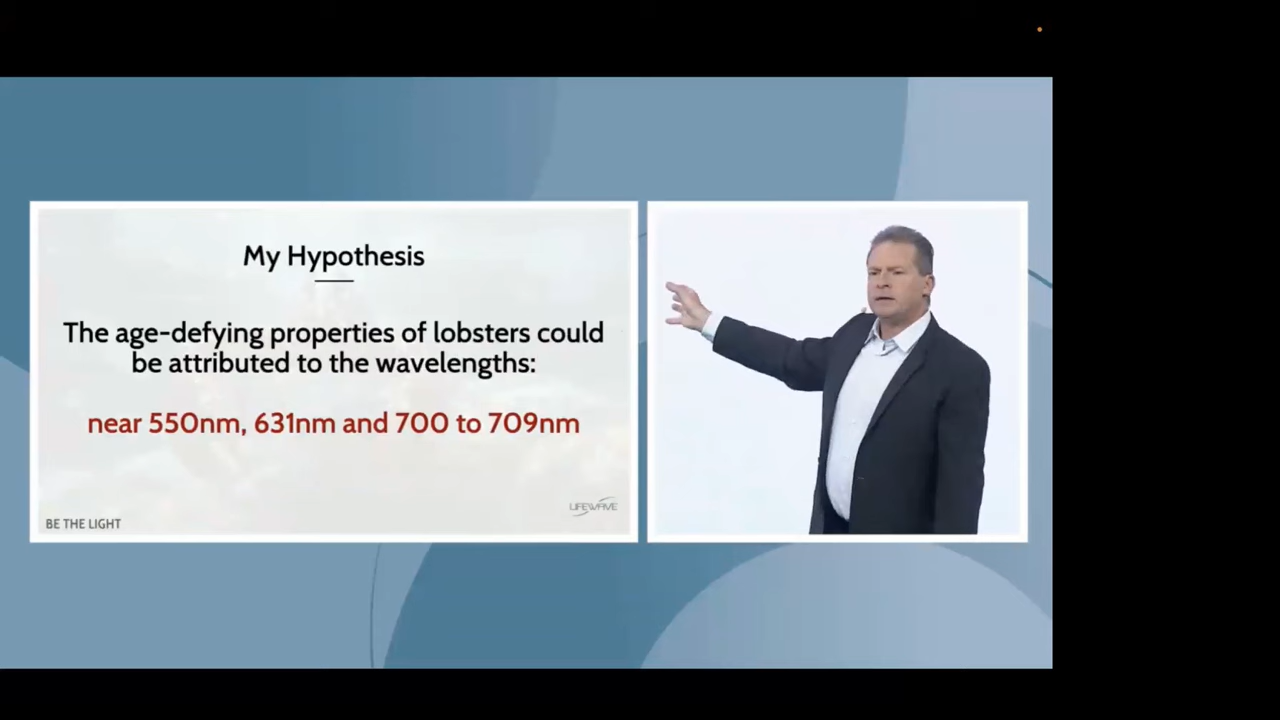 My Hypothesis
The age-defying properties of lobsters could
be attributed to the wavelengths:
near 550nm, 631nm and 700 to 709nm
LIFEWAVE
BE THE LIGHT